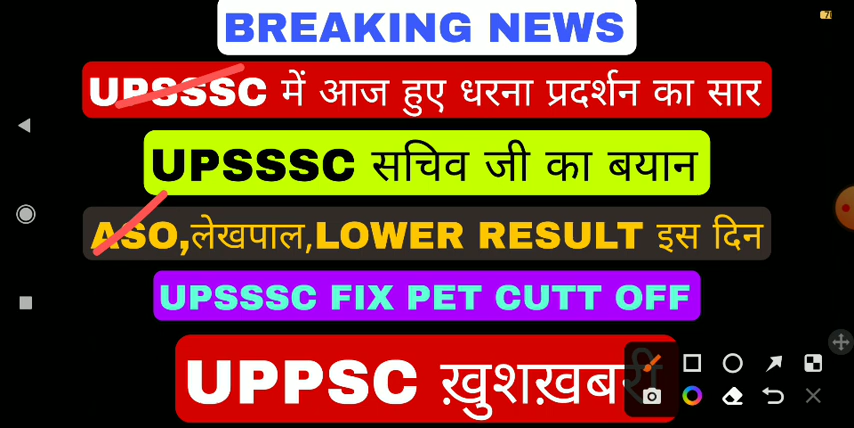 BREAKING NEWS
UPSSSC में आज हुए धरना प्रदर्शन का सार
UPSSSC सचिव जी का बयान
ASO,लेखपाल,LOWER RESULT इस दिन
UPSSSC FIX PET CUTT OFF
UPPSC ख़ुशख़बरी